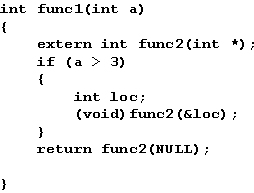 int func1(int a)
{
    extern int func2(int *);
    if (a > 3)
    {
        int loc;
        (void)func2(&loc);
    }
    return func2(NULL);

}